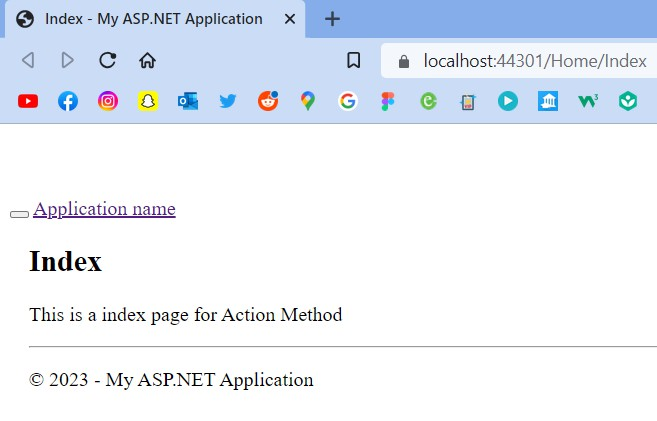 Index - My ASP.NET Application
localhost:44301/Home/Index
Application name
Index
This is a index page for Action Method
© 2023 - My ASP.NET Application